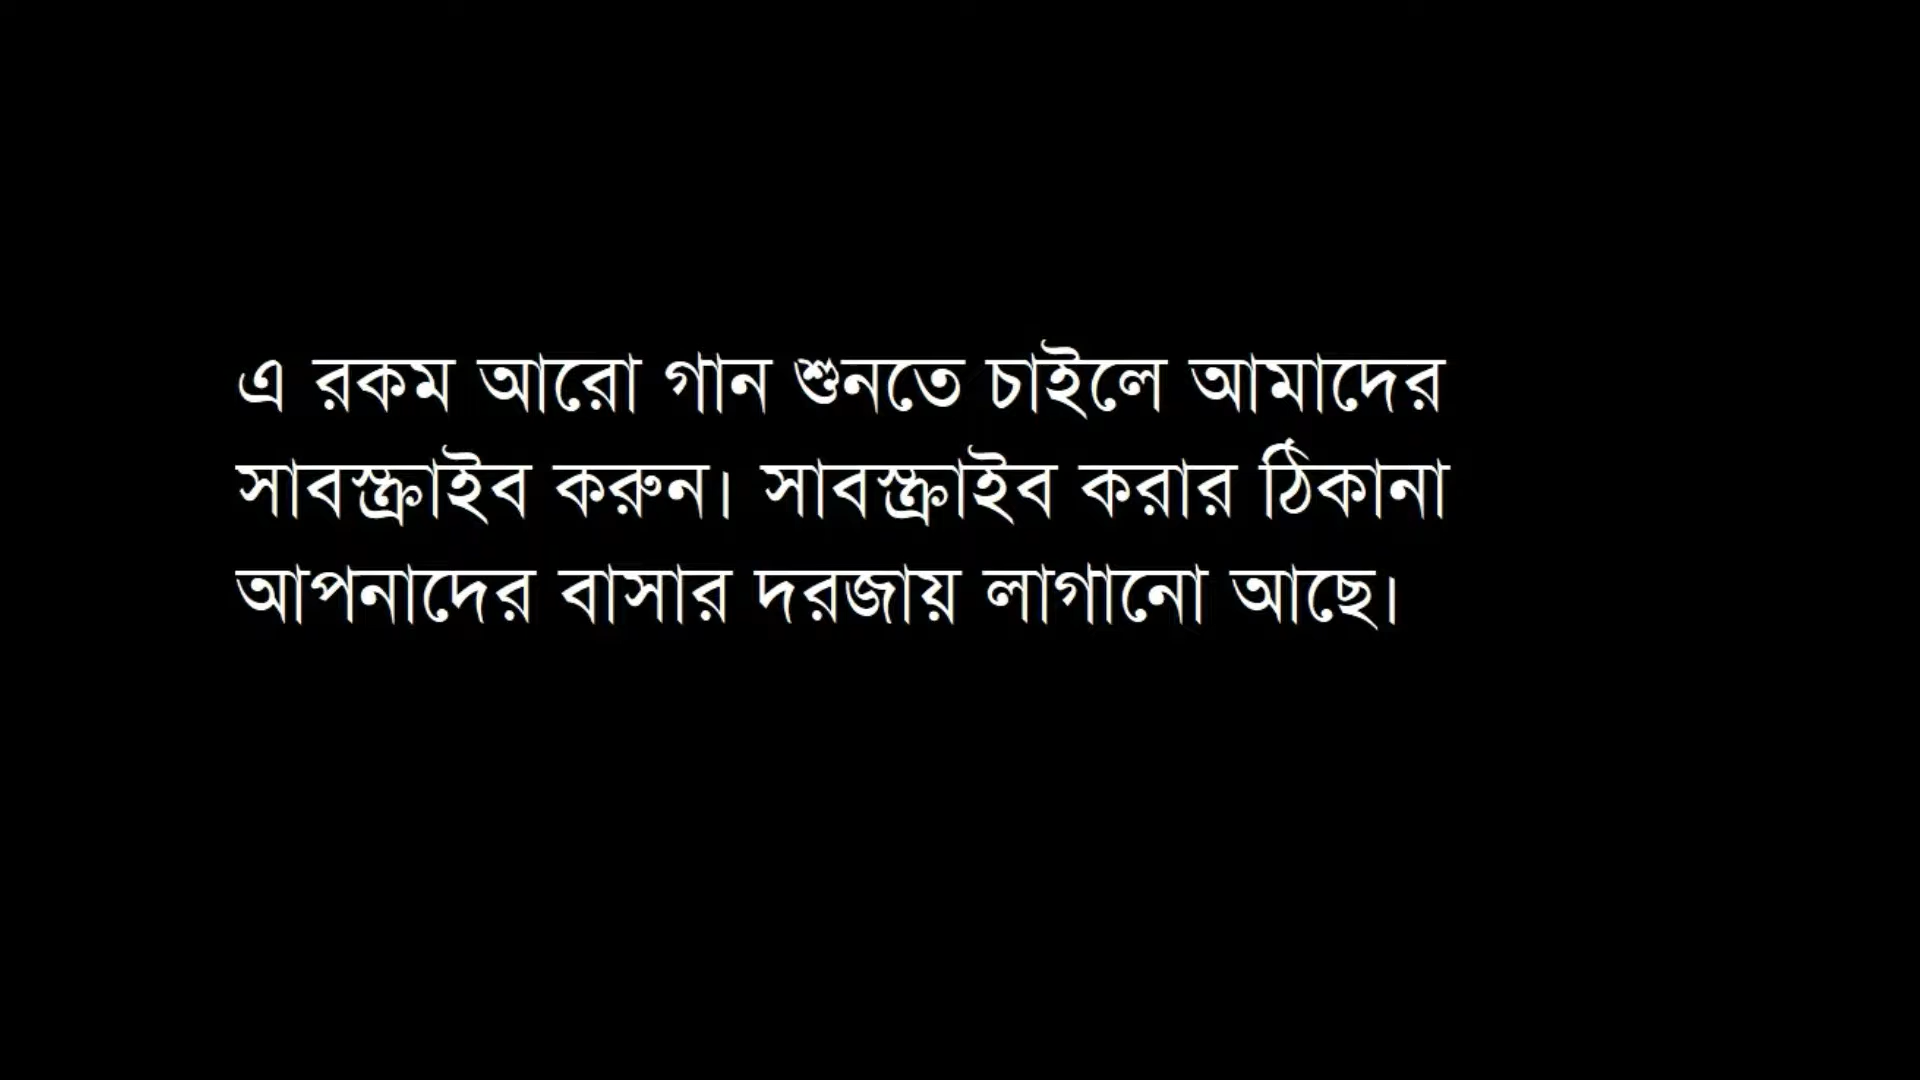 এ রকম আরো গান শুনতে চাইলে আমাদের
সাবস্ক্রাইব করুন। সাবস্ক্রাইব করার ঠিকানা
আপনাদের বাসার দরজায় লাগানো আছে।